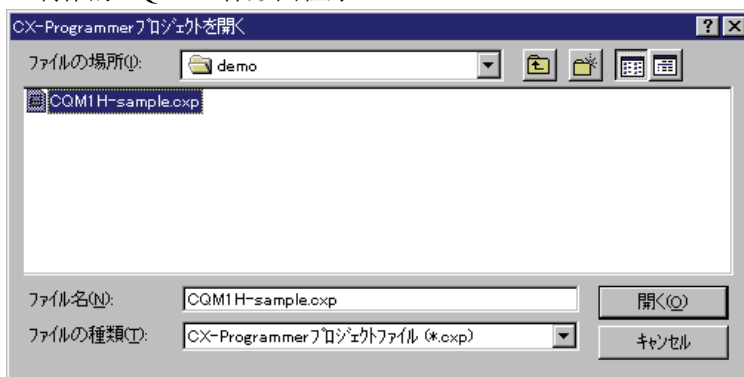 CX-Programmerﾌﾟﾛｼﾞｪｸﾄを開く
ファイルの場所(I):
demo
CQM1H-sample.cxp
ファイル名(N):
CQM1H-sample.cxp
開く(O)
ファイルの種類(T):
CX-Programmerﾌﾟﾛｼﾞｪｸﾄﾌｧｲﾙ (*.cxp)
キャンセル